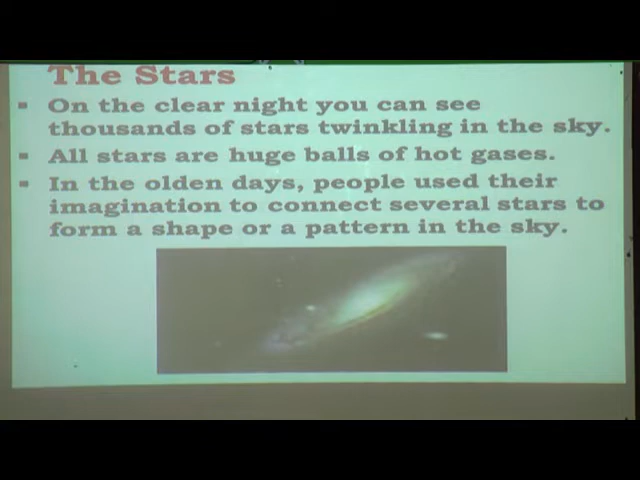 The Stars
▪ On the clear night you can see
thousands of stars twinkling in the sky.
▪ All stars are huge balls of hot gases.
▪ In the olden days, people used their
imagination to connect several stars to
form a shape or a pattern in the sky.